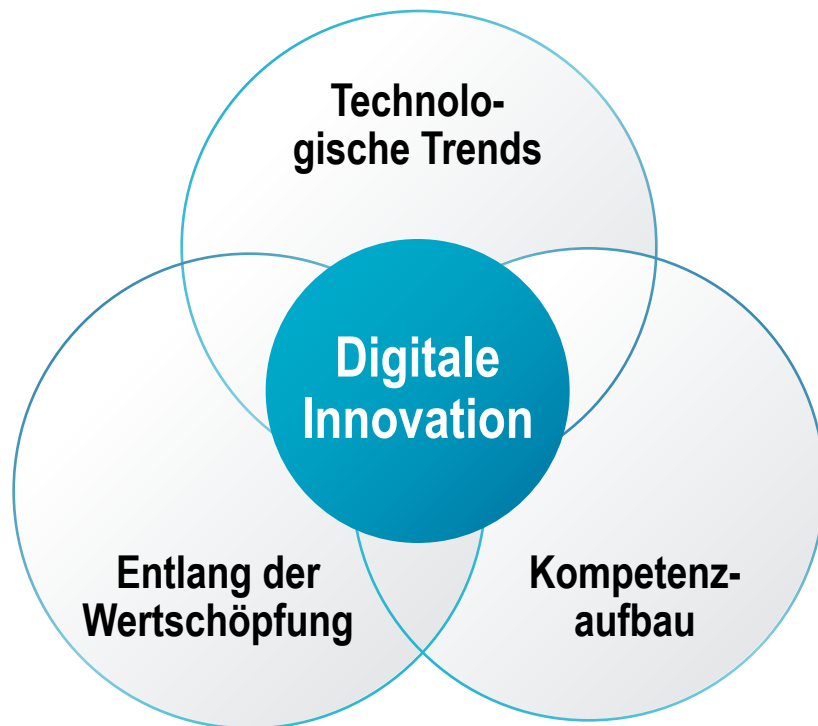 Technolo-
gische Trends
Digitale
Innovation
Entlang der
Wertschöpfung
Kompetenz-
aufbau